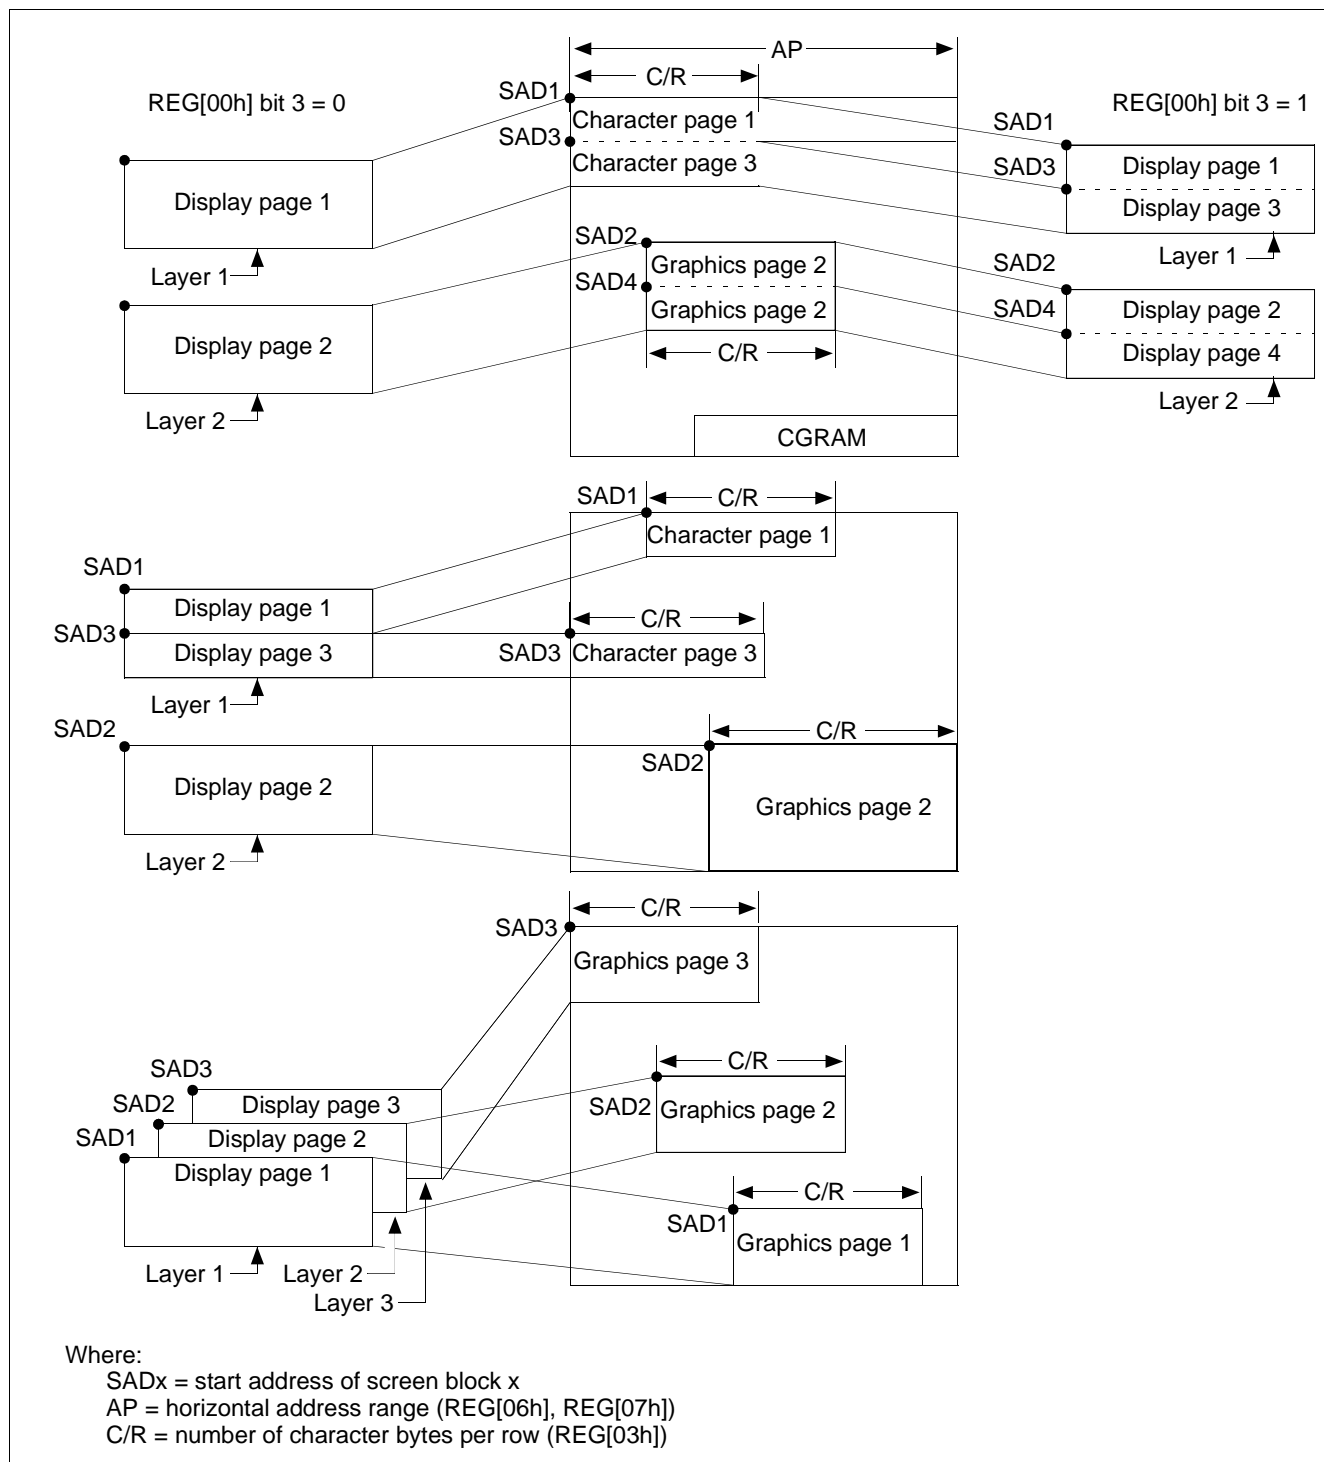 AP
C/R
REG[00h] bit 3 = 0
SAD1
REG[00h] bit 3 = 1
Character page 1
SAD1
SAD3
Character page 3
SAD3
Display page 1
Display page 1
Display page 3
Layer 1
SAD2
Graphics page 2
Layer 1
SAD2
SAD4
Graphics page 2
SAD4
Display page 2
Display page 2
C/R
Display page 4
Layer 2
Layer 2
CGRAM
SAD1
C/R
Character page 1
SAD1
Display page 1
C/R
SAD3
Display page 3
SAD3
Character page 3
Layer 1
SAD2
C/R
SAD2
Display page 2
Graphics page 2
Layer 2
C/R
SAD3
Graphics page 3
SAD3
C/R
SAD2
Display page 3
SAD2
Graphics page 2
SAD1
Display page 2
Display page 1
C/R
SAD1
Graphics page 1
Layer 1
Layer 2
Layer 3
Where:
SADx = start address of screen block x
AP = horizontal address range (REG[06h], REG[07h])
C/R = number of character bytes per row (REG[03h])